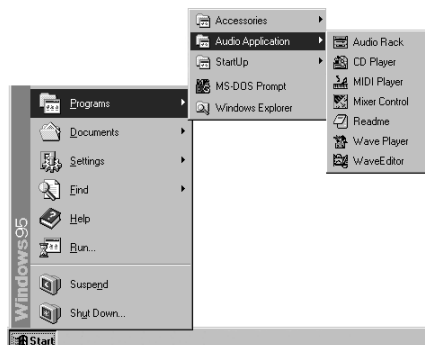 Accessories
Audio Application
StartUp
MS-DOS Prompt
Windows Explorer
Audio Rack
CD Player
MIDI Player
Mixer Control
Readme
Wave Player
WaveEditor
Programs
Documents
Settings
Find
Help
Run...
Suspend
Shut Down...
Windows95
Start